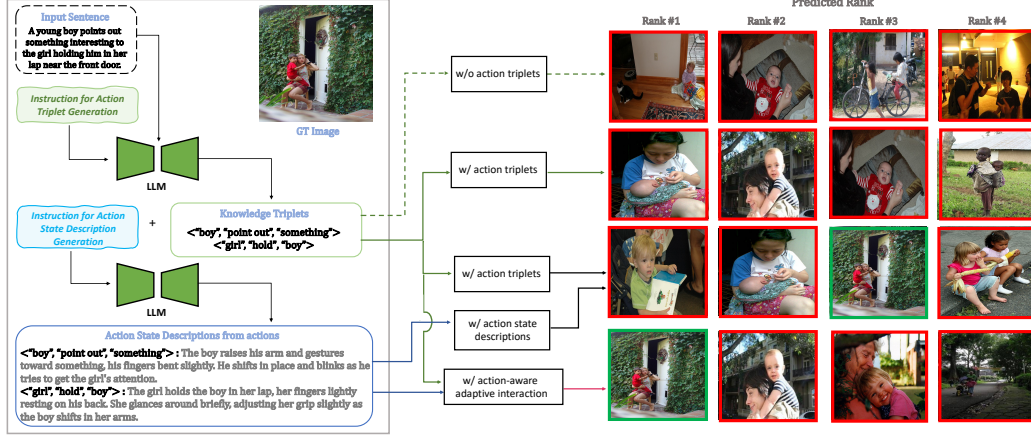 Predicted Rank
Input Sentence
A young boy points out
something interesting to
the girl holding him in her
lap near the front door.
Instruction for Action
Triplet Generation
GT Image
LLM
Instruction for Action
State Description
Generation
+
Knowledge Triplets
<“boy”, “point out”, “something”>
<“girl”, “hold”, “boy”>
LLM
Action State Descriptions from actions
<“boy”, “point out”, “something”> : The boy raises his arm and gestures
toward something, his fingers bent slightly. He shifts in place and blinks as he
tries to get the girl's attention.
<“girl”, “hold”, “boy”> : The girl holds the boy in her lap, her fingers lightly
resting on his back. She glances around briefly, adjusting her grip slightly as
the boy shifts in her arms.
w/o action triplets
w/ action triplets
w/ action triplets
w/ action state
descriptions
w/ action-aware
adaptive interaction
Rank #1
Rank #2
Rank #3
Rank #4